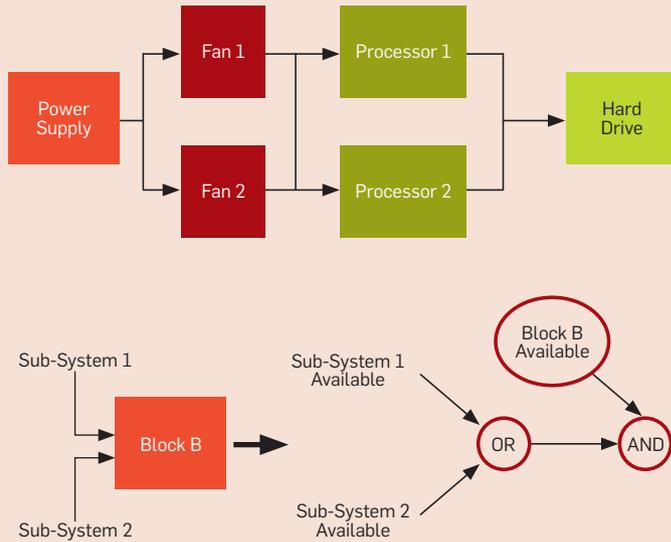 Fan 1
Processor 1
Power
Supply
Hard
Drive
Fan 2
Processor 2
Sub-System 1
Block B
Sub-System 2
Sub-System 1
Available
Block B
Available
OR
AND
Sub-System 2
Available